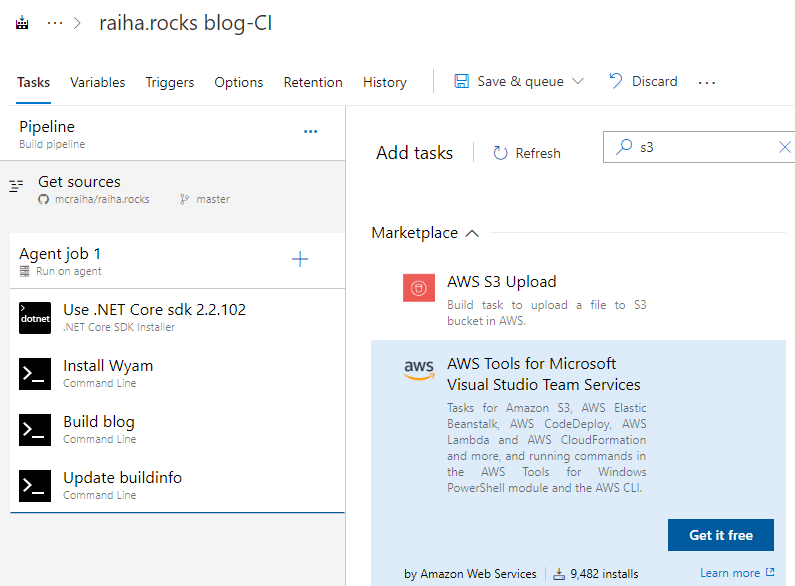 ··· > raiha.rocks blog-CI
Tasks Variables Triggers Options Retention History Save & queue Discard ···
Pipeline
Build pipeline
Get sources
mcraiha/raiha.rocks master
Agent job 1
Run on agent
dotnet
Use .NET Core sdk 2.2.102
.NET Core SDK Installer
Install Wyam
Command Line
Build blog
Command Line
Update buildinfo
Command Line
Add tasks Refresh s3
Marketplace
AWS S3 Upload
Build task to upload a file to S3
bucket in AWS.
aws
AWS Tools for Microsoft
Visual Studio Team Services
Tasks for Amazon S3, AWS Elastic
Beanstalk, AWS CodeDeploy, AWS
Lambda and AWS CloudFormation
and more, and running commands in
the AWS Tools for Windows
PowerShell module and the AWS CLI.
Get it free
by Amazon Web Services 9,482 installs Learn more